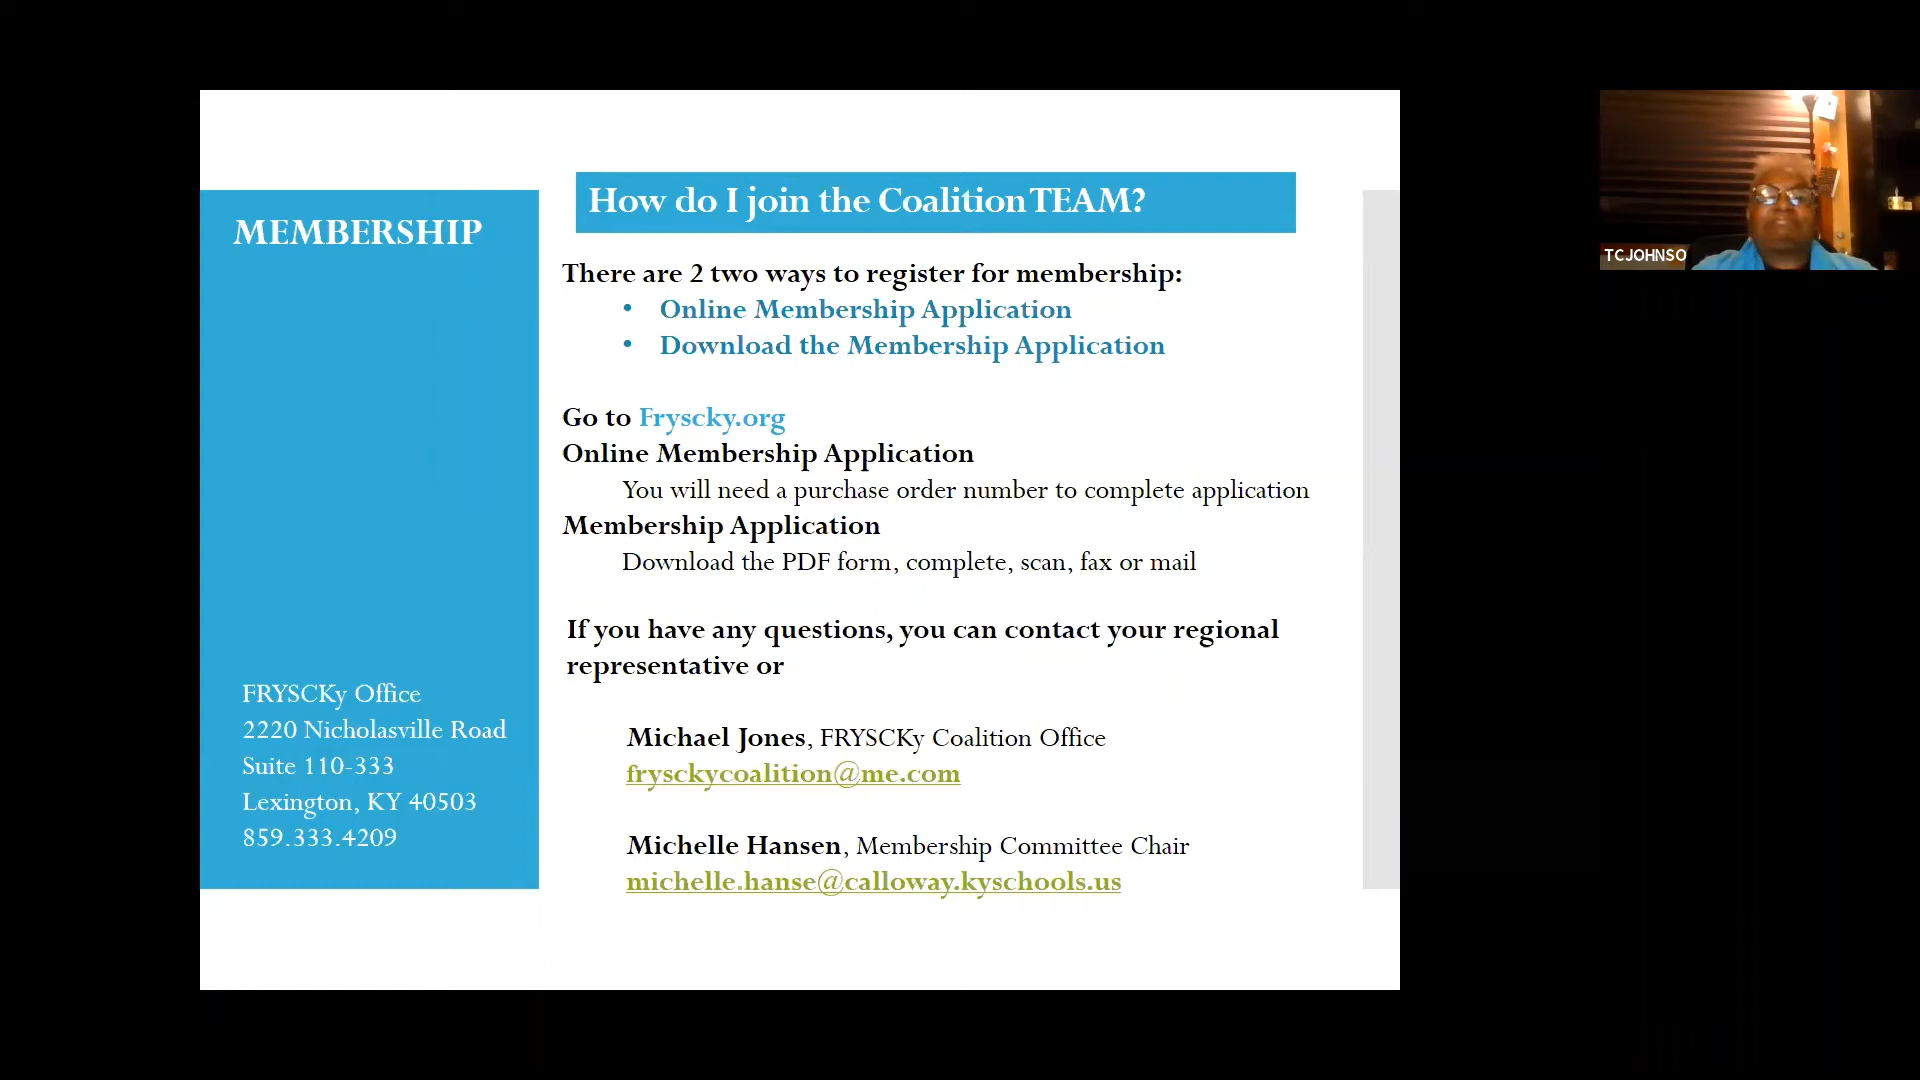 MEMBERSHIP
FRYSCKy Office
2220 Nicholasville Road
Suite 110-333
Lexington, KY 40503
859.333.4209
How do I join the Coalition TEAM?
There are 2 two ways to register for membership:
• Online Membership Application
• Download the Membership Application
Go to Fryscky.org
Online Membership Application
You will need a purchase order number to complete application
Membership Application
Download the PDF form, complete, scan, fax or mail
If you have any questions, you can contact your regional
representative or
Michael Jones, FRYSCKy Coalition Office
frysckycoalition@me.com
Michelle Hansen, Membership Committee Chair
michelle.hanse@calloway.kyschools.us
TCJOHNSO